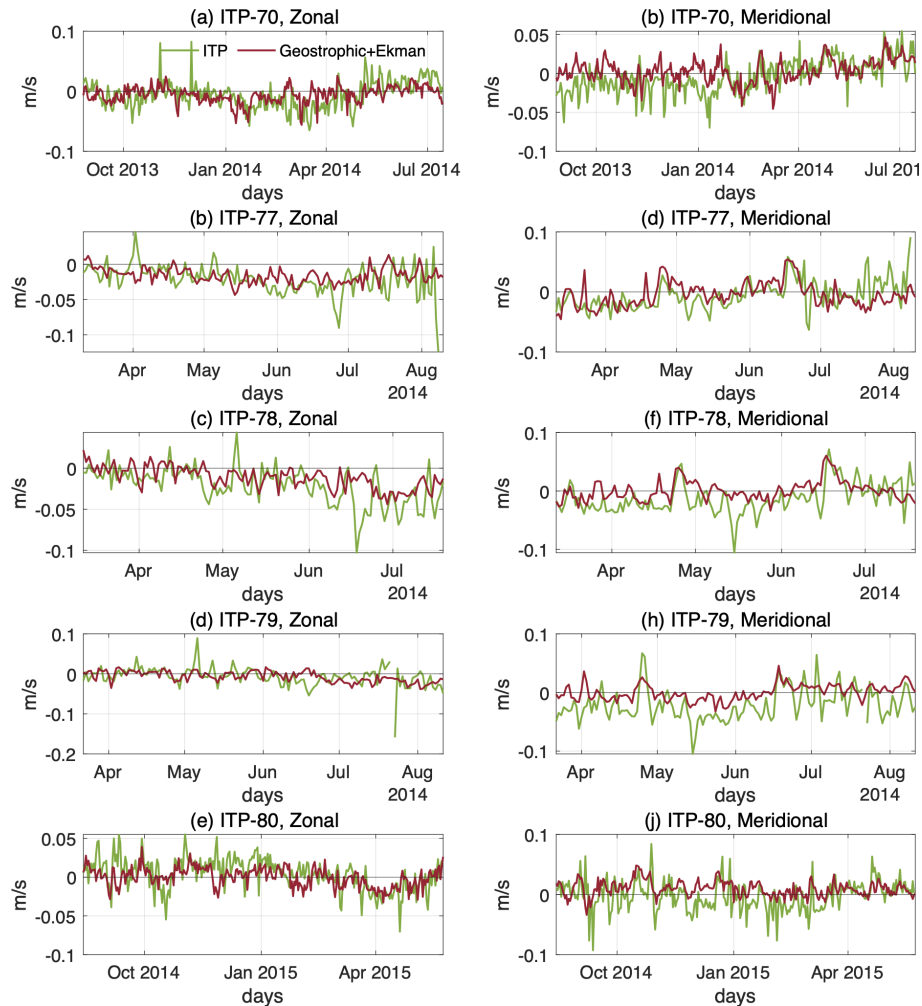 (a) ITP-70, Zonal
0.1
0
-0.1
m/s
ITP
Geostrophic+Ekman
Oct 2013
Jan 2014
Apr 2014
Jul 2014
days
(b) ITP-70, Meridional
0.05
0
-0.05
0.05
-0.1
m/s
Oct 2013
Jan 2014
Apr 2014
Jul 201
days
(b) ITP-77, Zonal
0
-0.05
-0.1
m/s
Apr
May
Jun
Jul
Aug
2014
days
(d) ITP-77, Meridional
0.1
0
-0.1
m/s
Apr
May
Jun
Jul
Aug
2014
days
(c) ITP-78, Zonal
0
-0.05
-0.1
m/s
Apr
May
Jun
Jul
2014
days
(f) ITP-78, Meridional
0.1
0
-0.1
m/s
Apr
May
Jun
Jul
2014
days
(d) ITP-79, Zonal
0.1
0
-0.1
-0.2
m/s
Apr
May
Jun
Jul
Aug
2014
days
(h) ITP-79, Meridional
0.1
0
-0.1
m/s
Apr
May
Jun
Jul
Aug
2014
days
(e) ITP-80, Zonal
0.05
0
-0.05
-0.1
m/s
Oct 2014
Jan 2015
Apr 2015
days
(j) ITP-80, Meridional
0.1
0
-0.1
m/s
Oct 2014
Jan 2015
Apr 2015
days